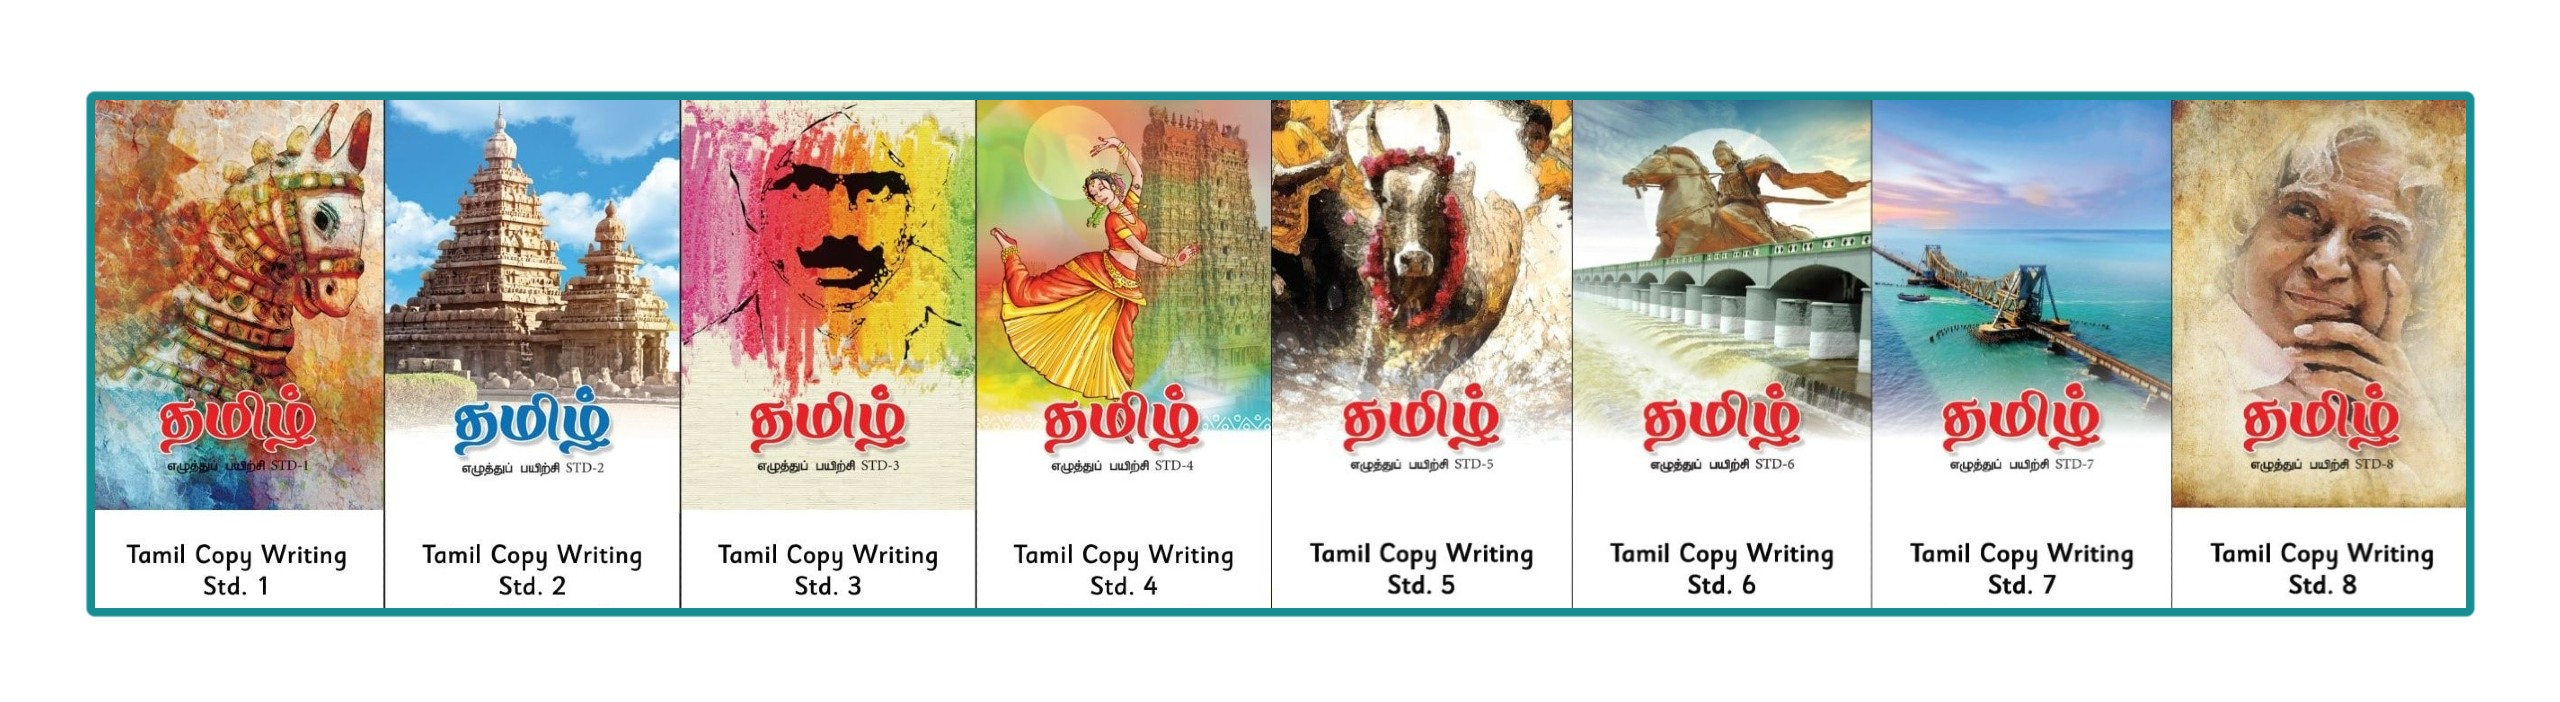 தமிழ்
எழுத்துப் பயிற்சி STD-1
Tamil Copy Writing
Std. 1
தமிழ்
எழுத்துப் பயிற்சி STD-2
Tamil Copy Writing
Std. 2
தமிழ்
எழுத்துப் பயிற்சி STD-3
Tamil Copy Writing
Std. 3
தமிழ்
எழுத்துப் பயிற்சி STD-4
Tamil Copy Writing
Std. 4
தமிழ்
எழுத்துப் பயிற்சி STD-5
Tamil Copy Writing
Std. 5
தமிழ்
எழுத்துப் பயிற்சி STD-6
Tamil Copy Writing
Std. 6
தமிழ்
எழுத்துப் பயிற்சி STD-7
Tamil Copy Writing
Std. 7
தமிழ்
எழுத்துப் பயிற்சி STD-8
Tamil Copy Writing
Std. 8